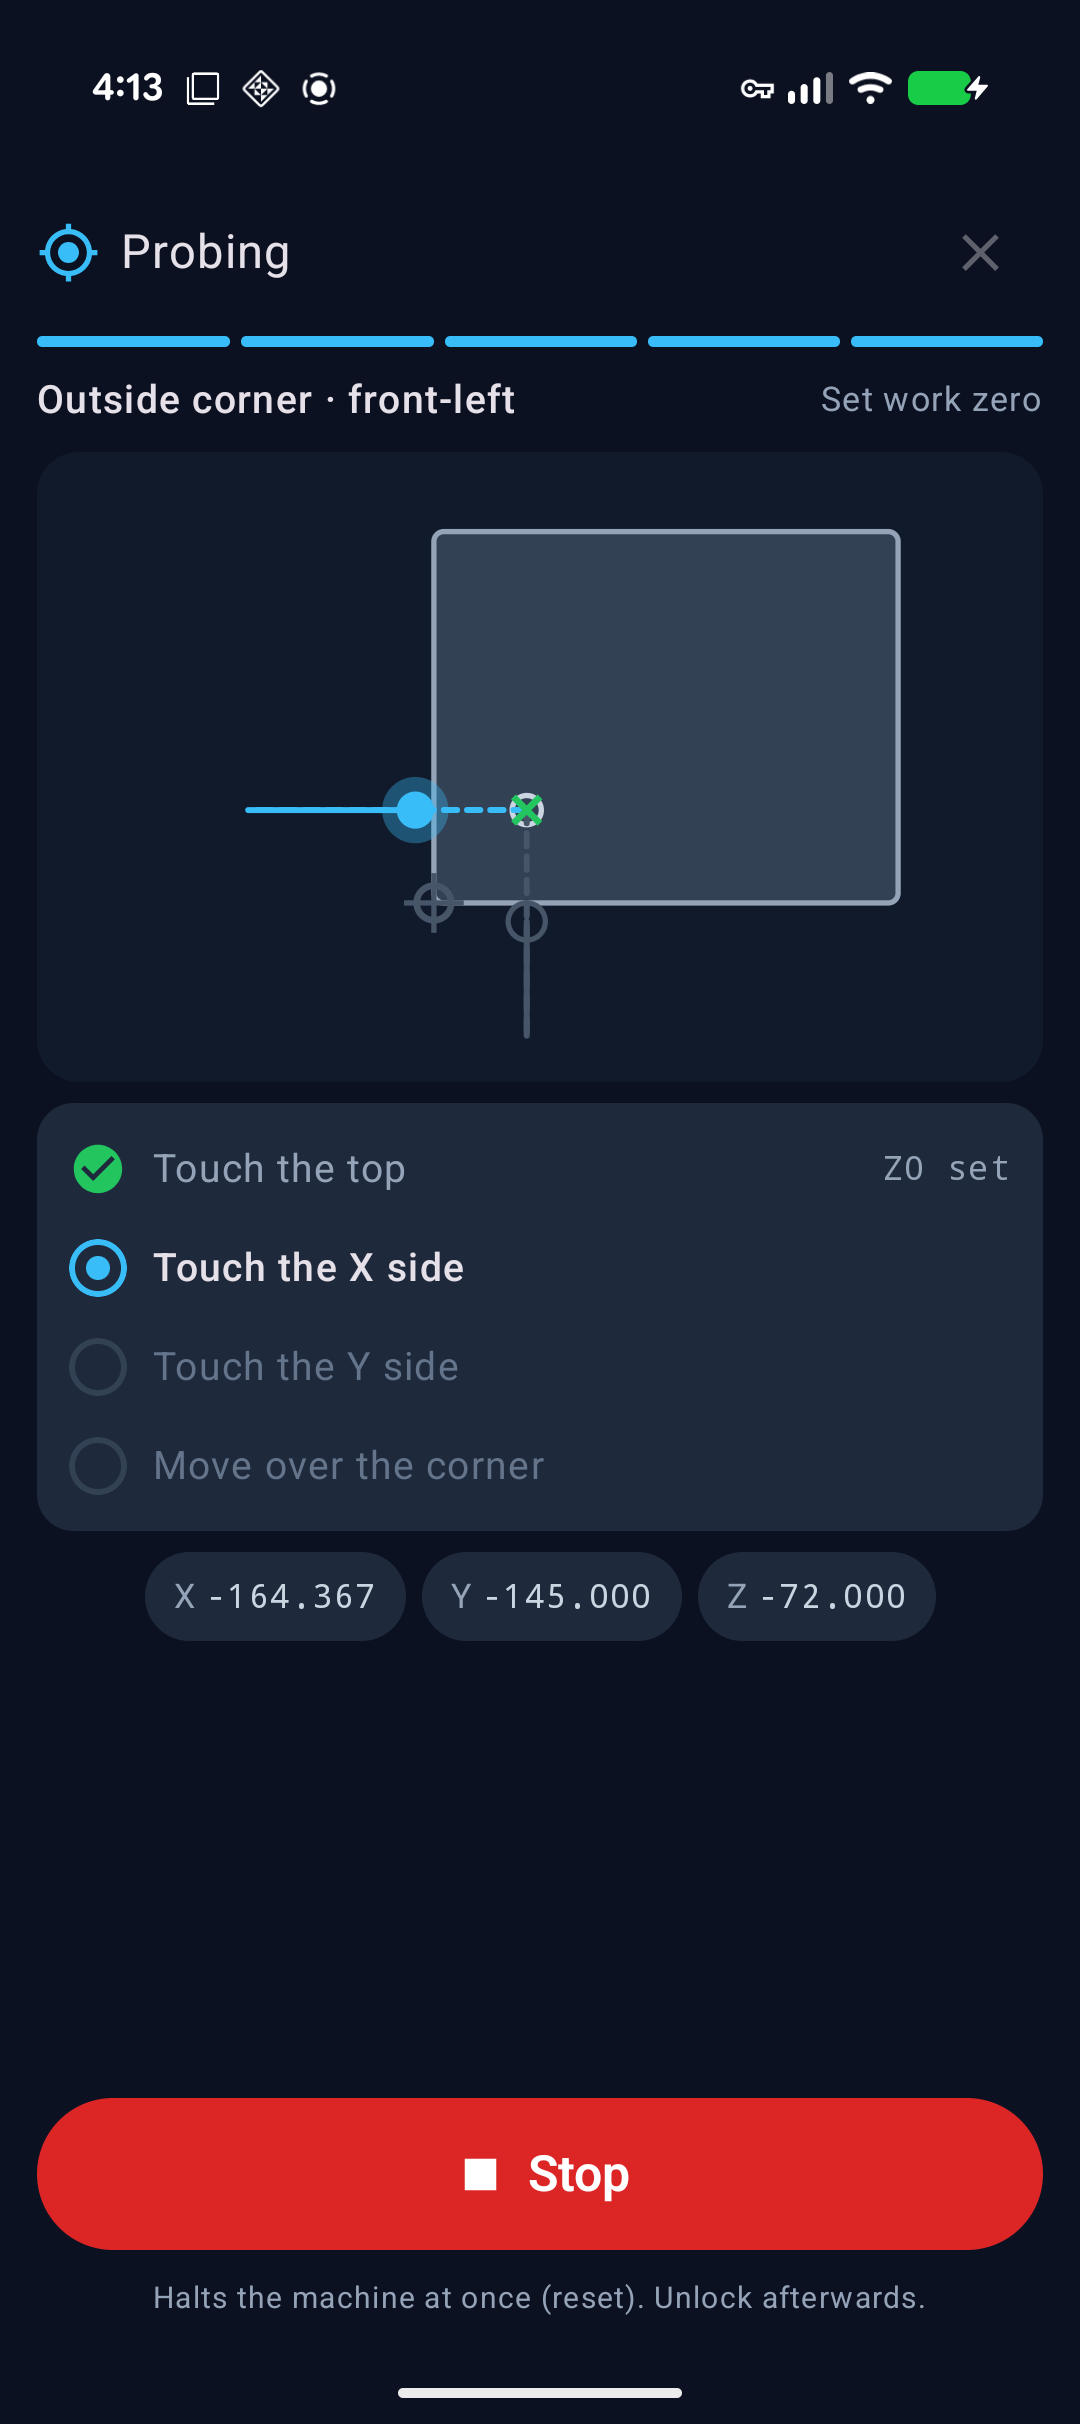 4:13
Probing
Outside corner · front-left
Set work zero
Touch the top
Z0 set
Touch the X side
Touch the Y side
Move over the corner
X -164.367
Y -145.000
Z -72.000
Stop
Halts the machine at once (reset). Unlock afterwards.